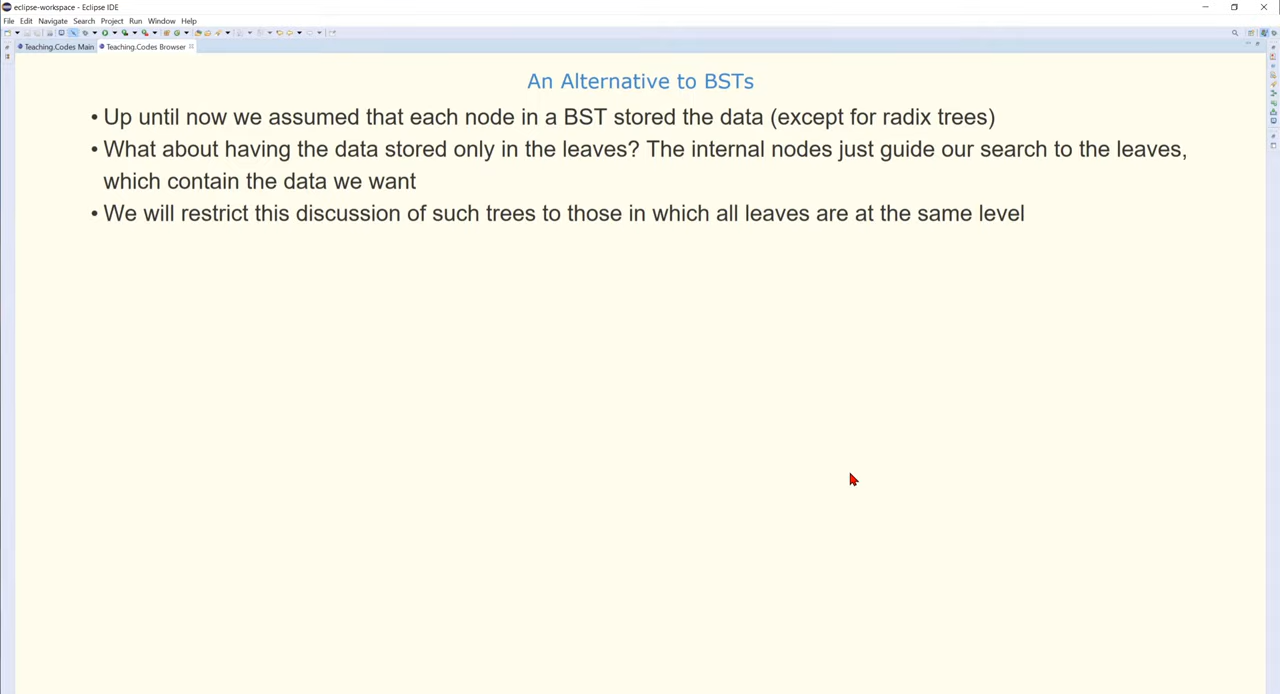 eclipse-workspace - Eclipse IDE
File Edit Navigate Search Project Run Window Help
Teaching.Codes Main Teaching.Codes Browser
An Alternative to BSTs
• Up until now we assumed that each node in a BST stored the data (except for radix trees)
• What about having the data stored only in the leaves? The internal nodes just guide our search to the leaves,
which contain the data we want
• We will restrict this discussion of such trees to those in which all leaves are at the same level